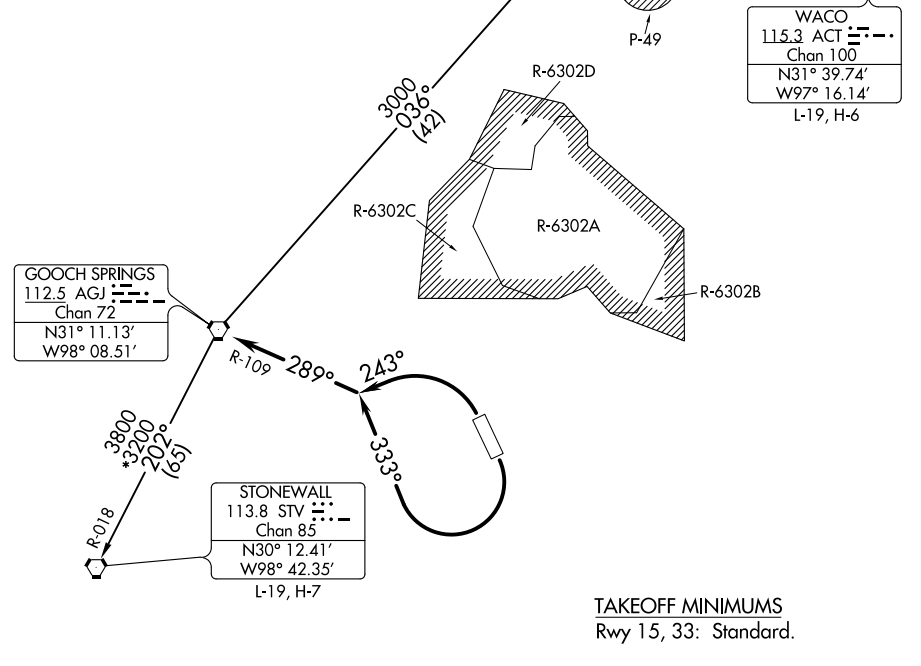 P-49
WACO
115.3 ACT
Chan 100
N31° 39.74′
W97° 16.14′
L-19, H-6
R-6302D
3000
036°
(42)
R-6302C
R-6302A
R-6302B
GOOCH SPRINGS
112.5 AGJ
Chan 72
N31° 11.13′
W98° 08.51′
R-109
289°
243°
333°
3800
*3200
202°
(65)
R-018
STONEWALL
113.8 STV
Chan 85
N30° 12.41′
W98° 42.35′
L-19, H-7
TAKEOFF MINIMUMS
Rwy 15, 33: Standard.